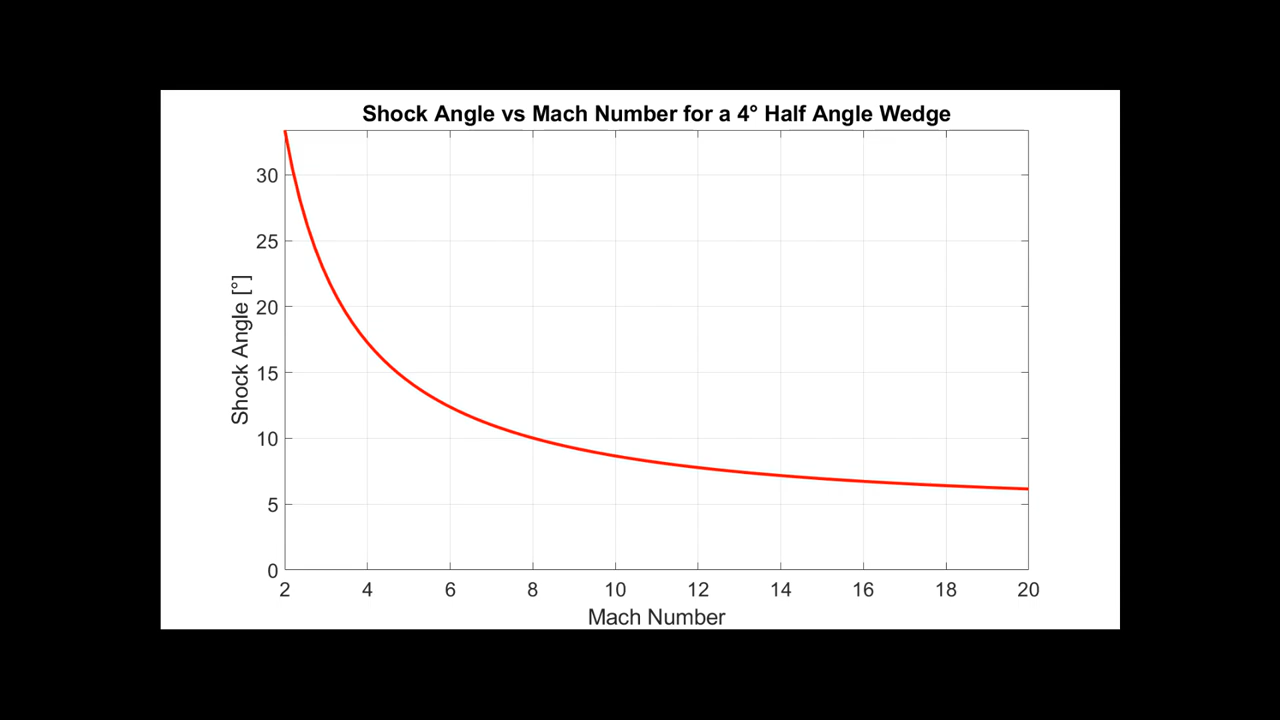 Shock Angle vs Mach Number for a 4° Half Angle Wedge
Shock Angle [°]
30
25
20
15
10
5
0
2 4 6 8 10 12 14 16 18 20
Mach Number